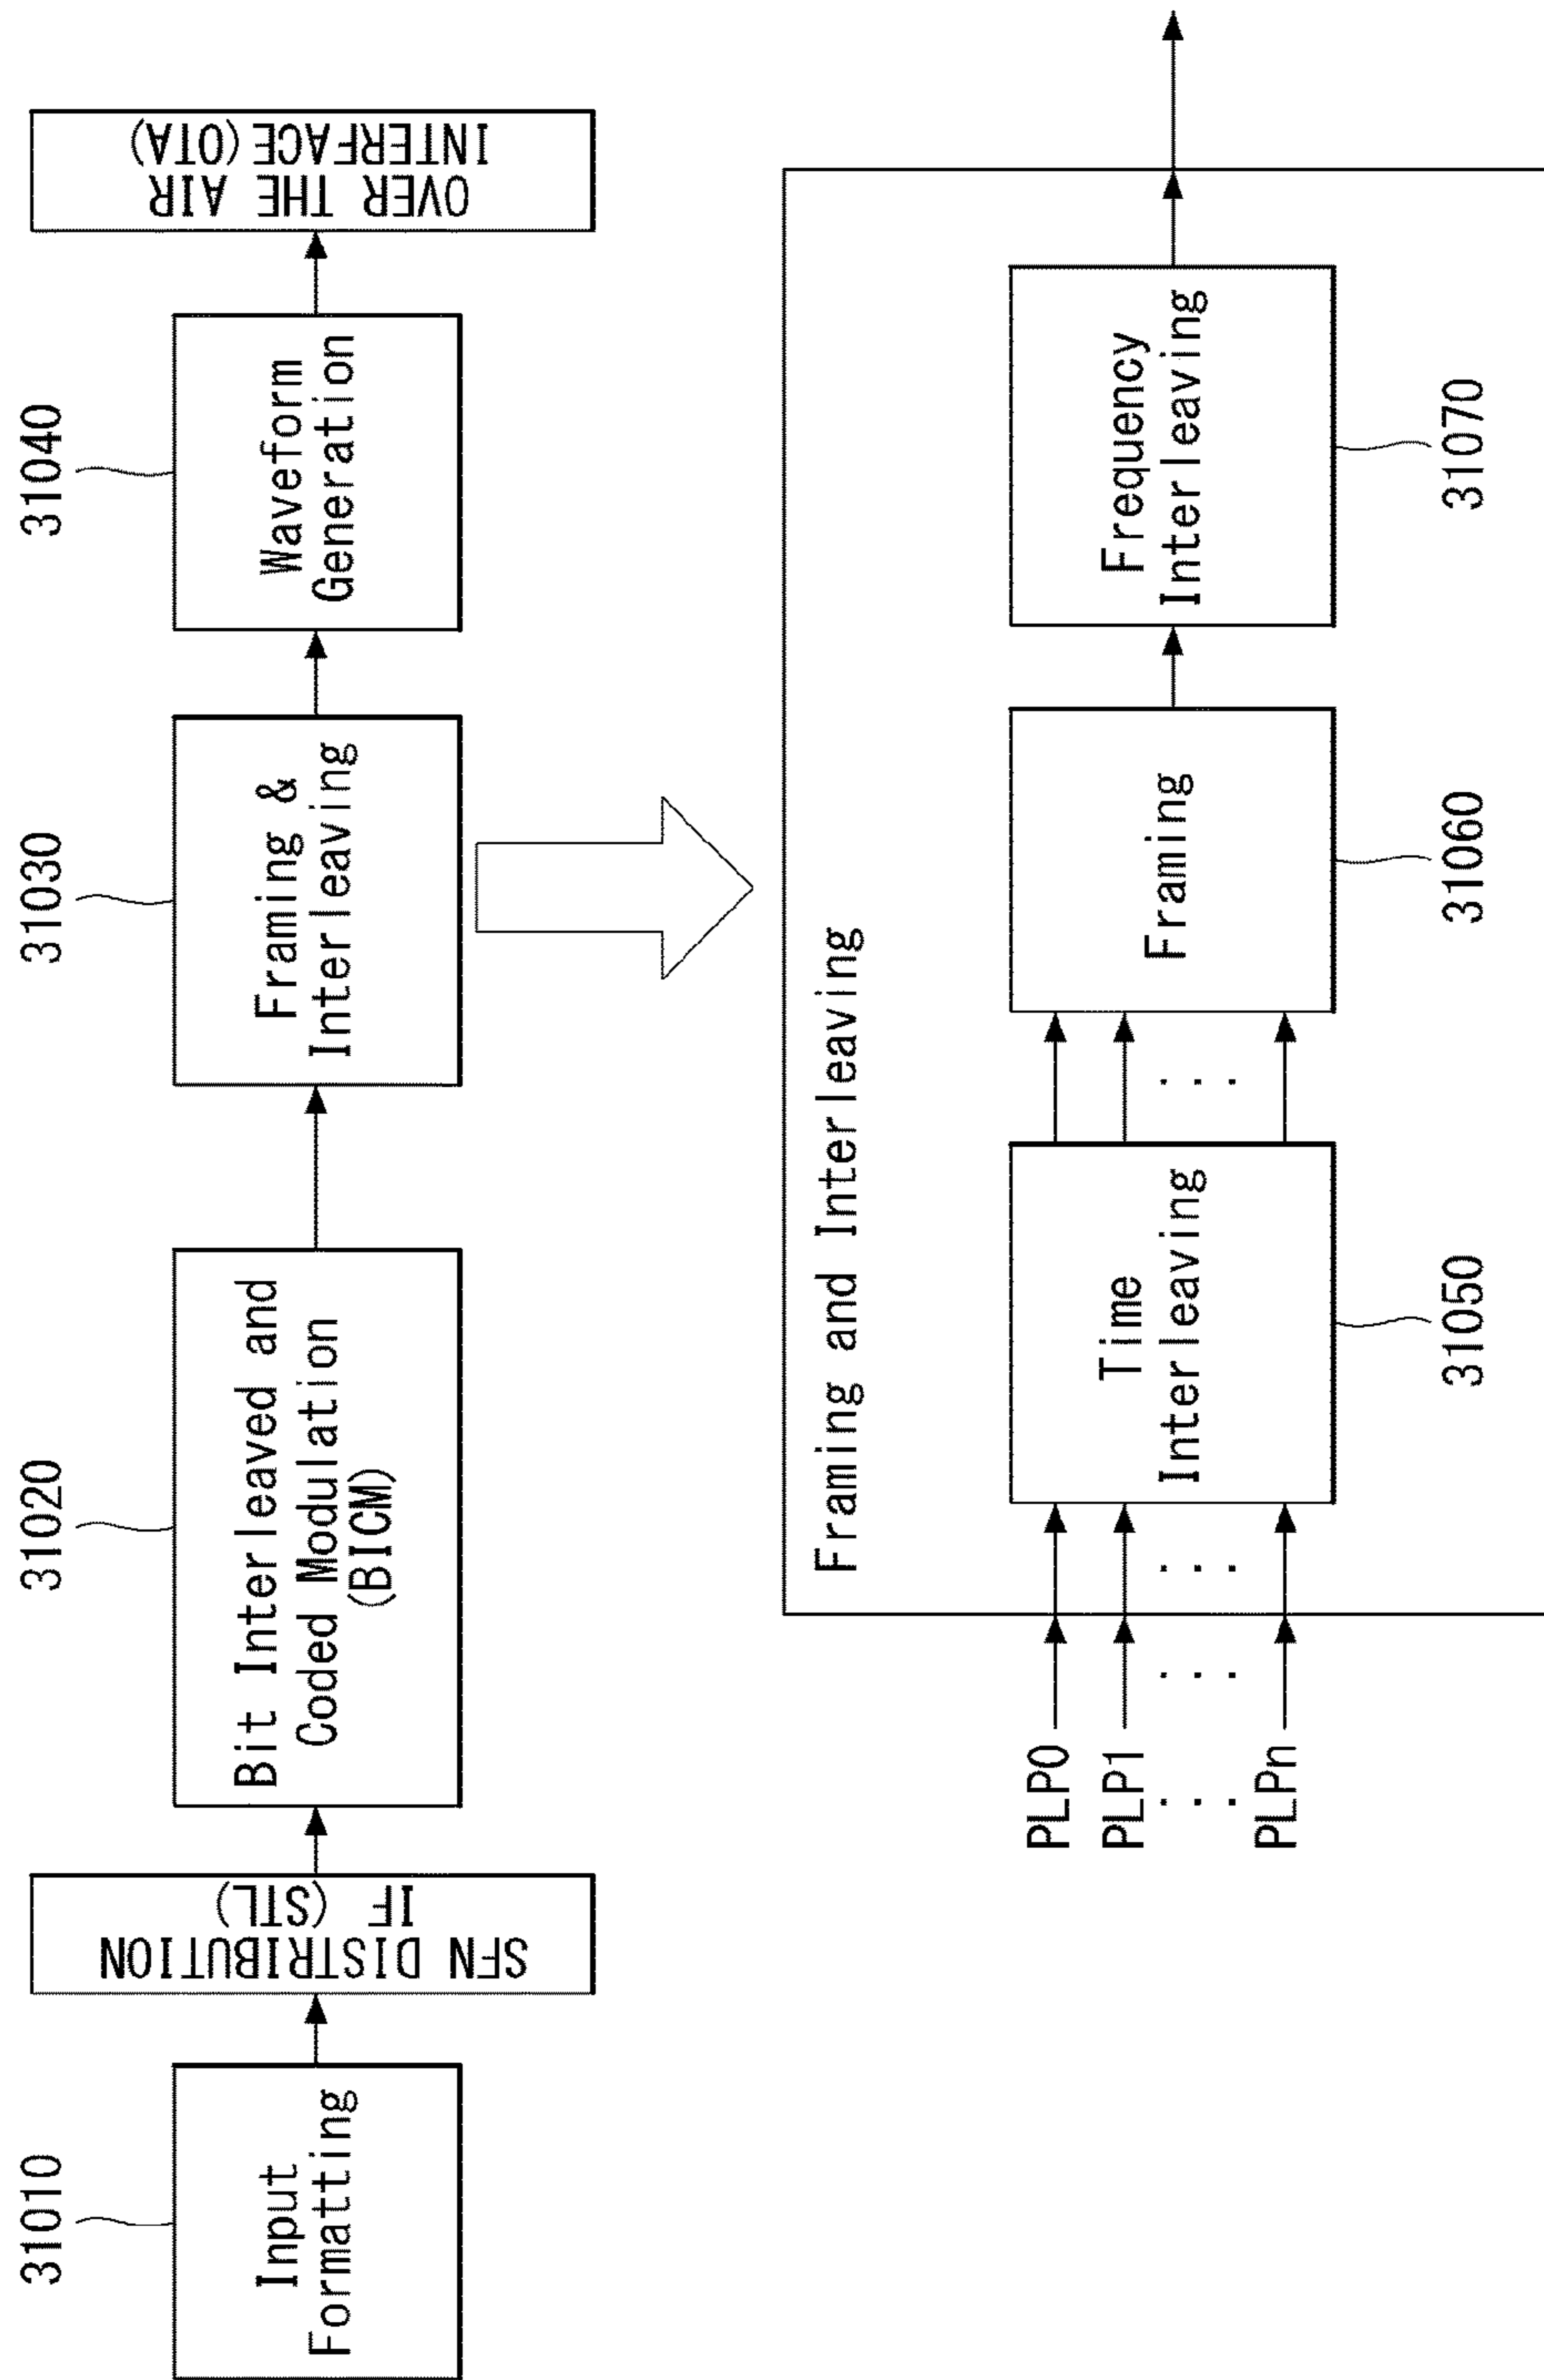 31010
Input
Formatting
SFN DISTRIBUTION
IF (STL)
31020
Bit Interleaved and
Coded Modulation
(BICM)
31030
Framing &
Interleaving
31040
Waveform
Generation
OVER THE AIR
INTERFACE(OTA)
Framing and Interleaving
PLP0
PLP1
...
PLPn
...
...
Time
Interleaving
31050
...
Framing
31060
Frequency
Interleaving
31070